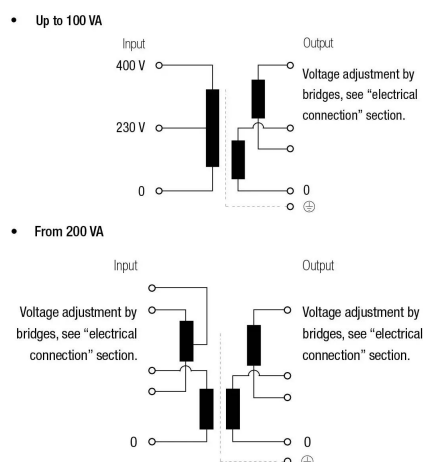 • Up to 100 VA
Input
Output
400 V
Voltage adjustment by
bridges, see “electrical
connection” section.
230 V
0
0
• From 200 VA
Input
Output
Voltage adjustment by
bridges, see “electrical
connection” section.
Voltage adjustment by
bridges, see “electrical
connection” section.
0
0